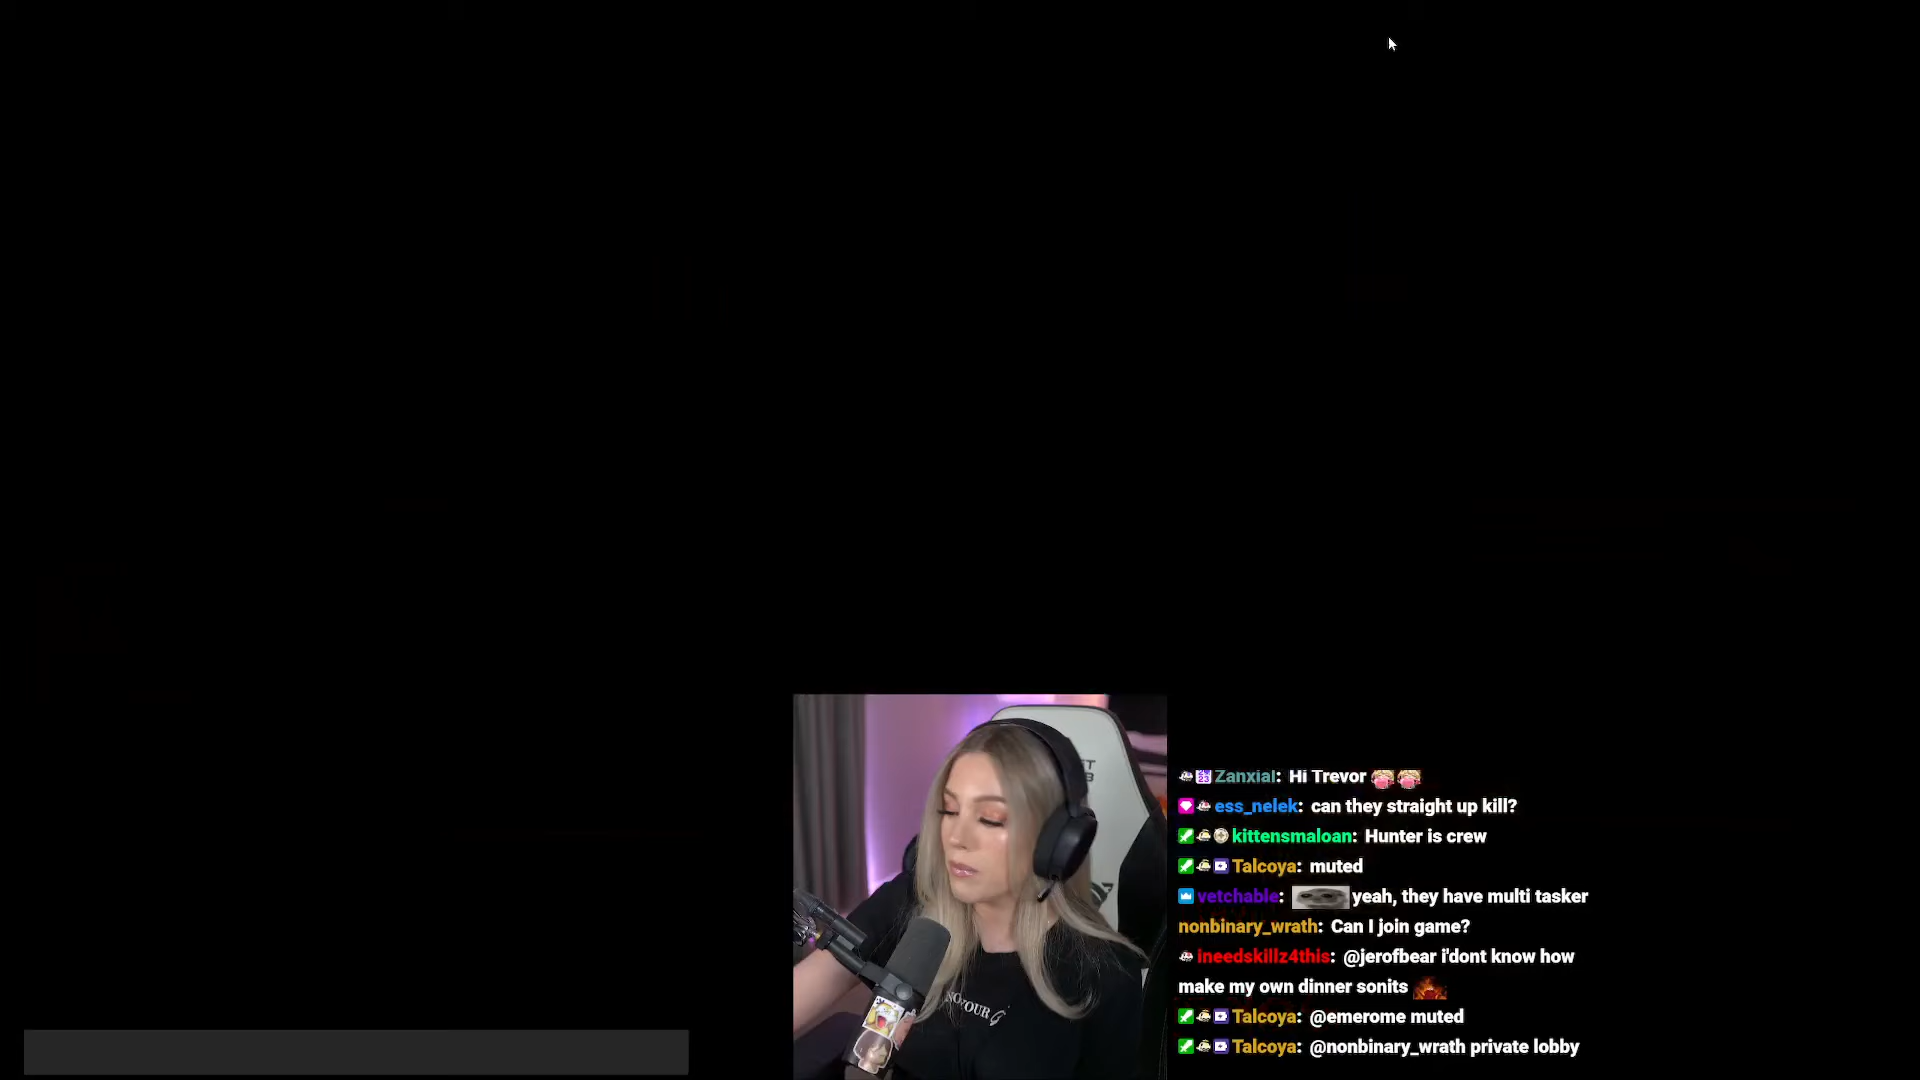 Zanxial: Hi Trevor
ess_nelek: can they straight up kill?
kittensmaloan: Hunter is crew
Talcoya: muted
vetchable: yeah, they have multi tasker
nonbinary_wrath: Can I join game?
ineedskillz4this: @jerofbear i'dont know how
make my own dinner sonits
Talcoya: @emerome muted
Talcoya: @nonbinary_wrath private lobby